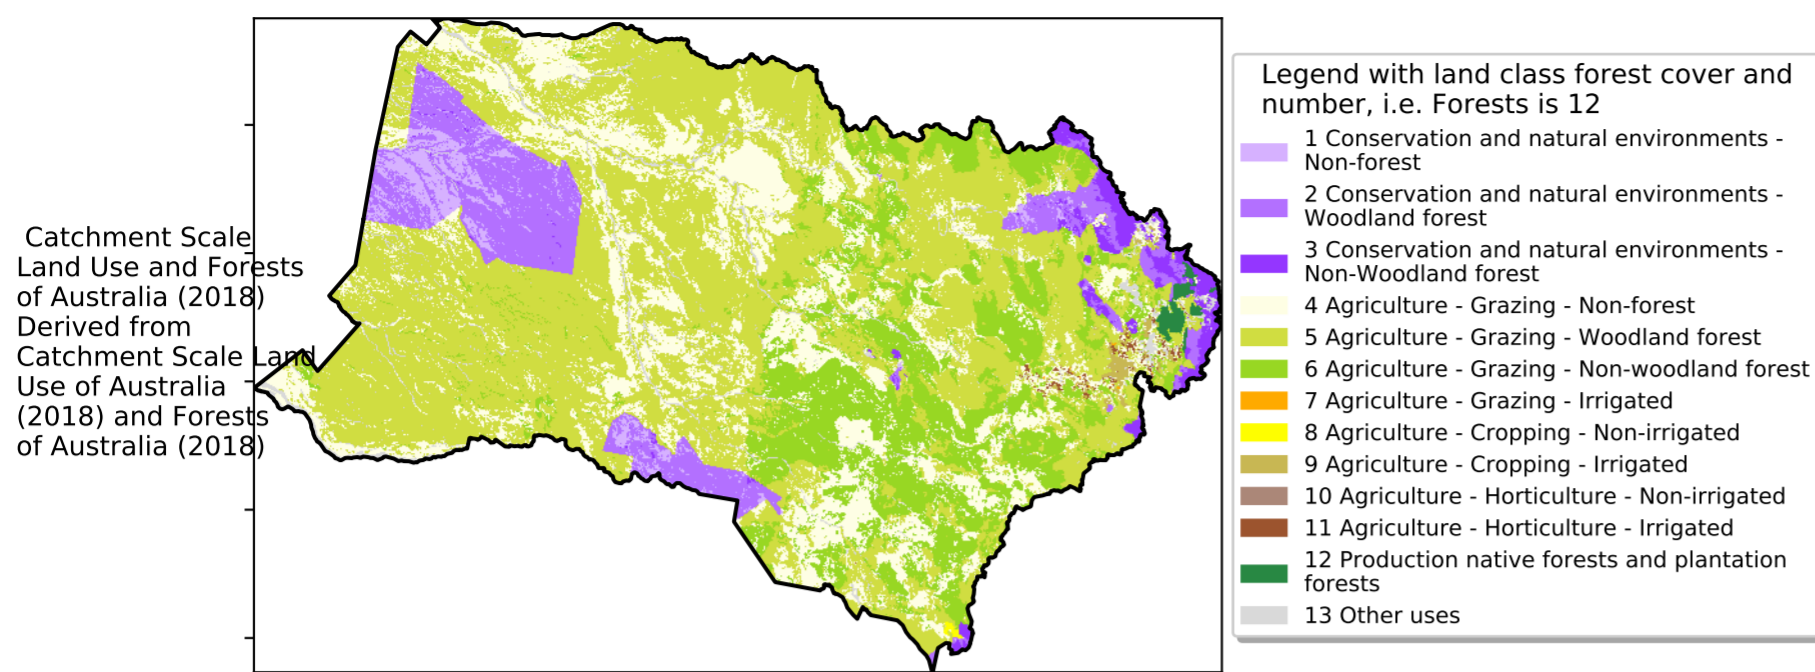 Catchment Scale
Land Use and Forests
of Australia (2018)
Derived from
Catchment Scale Land
Use of Australia
(2018) and Forests
of Australia (2018)
Legend with land class forest cover and
number, i.e. Forests is 12
1 Conservation and natural environments -
Non-forest
2 Conservation and natural environments -
Woodland forest
3 Conservation and natural environments -
Non-Woodland forest
4 Agriculture - Grazing - Non-forest
5 Agriculture - Grazing - Woodland forest
6 Agriculture - Grazing - Non-woodland forest
7 Agriculture - Grazing - Irrigated
8 Agriculture - Cropping - Non-irrigated
9 Agriculture - Cropping - Irrigated
10 Agriculture - Horticulture - Non-irrigated
11 Agriculture - Horticulture - Irrigated
12 Production native forests and plantation
forests
13 Other uses